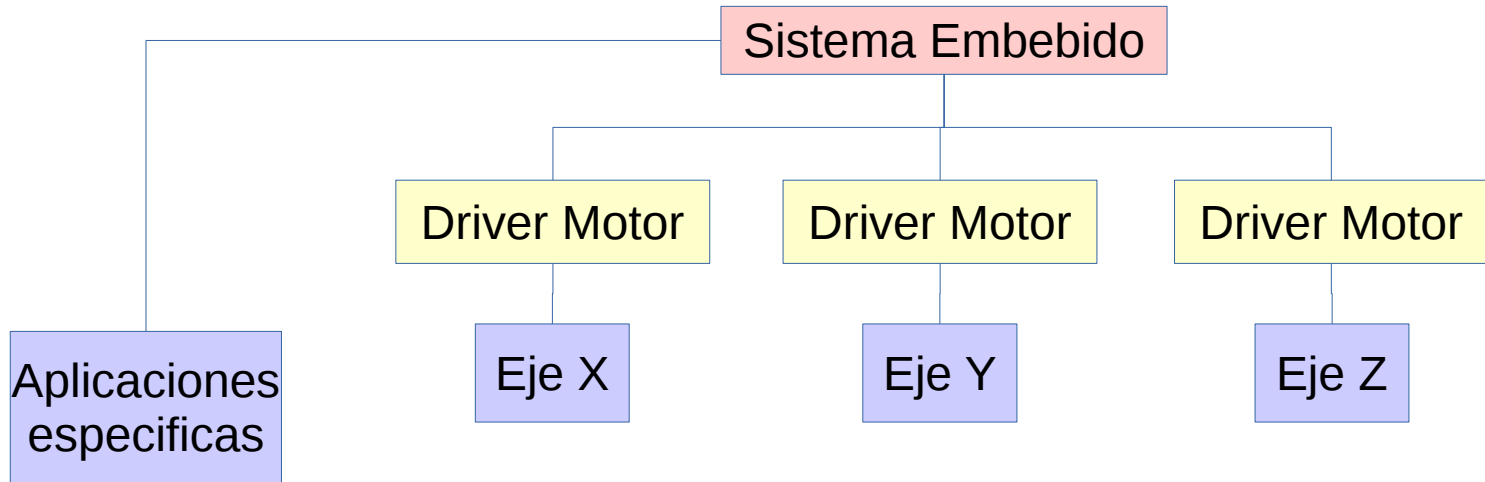 Sistema Embebido
Driver Motor
Driver Motor
Driver Motor
Aplicaciones
especificas
Eje X
Eje Y
Eje Z